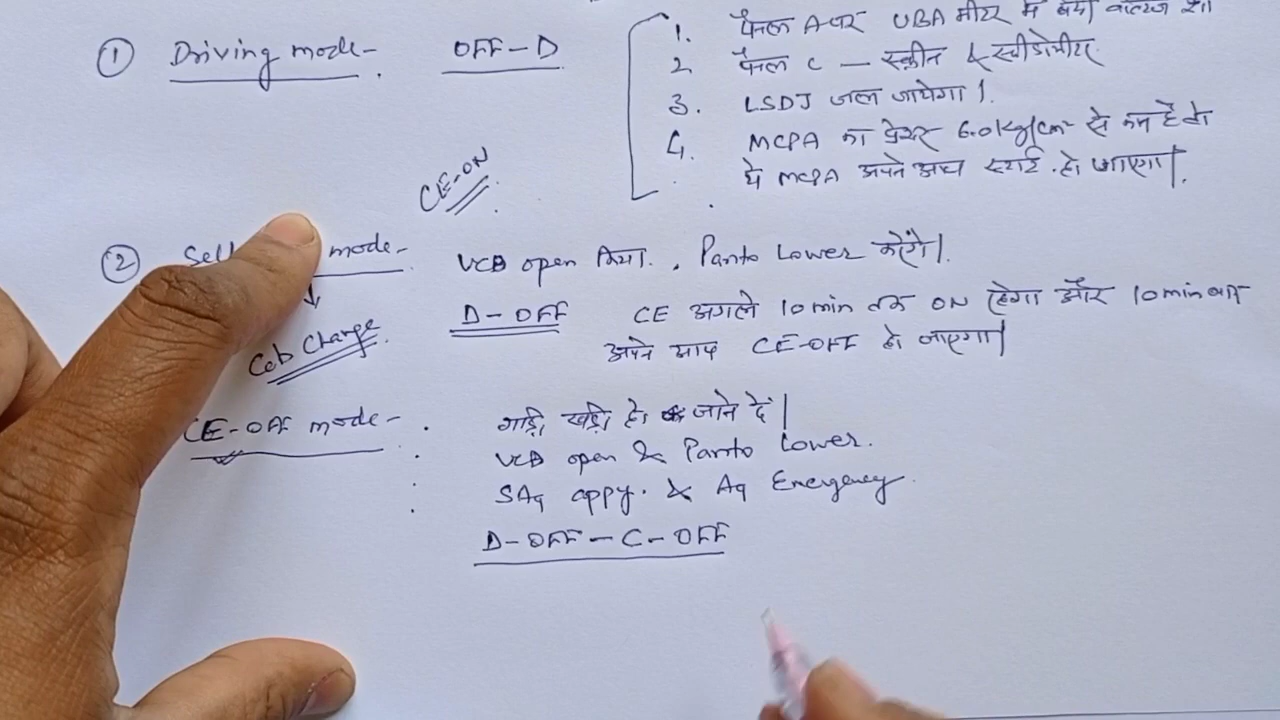 ① Driving mode- OFF-D
1. पैनल A पर UBA मीटर में
2 पैनल C - स्क्रीन & स्पीडोमीटर
3. LSDJ जल जायेगा।
4. MCPA का प्रेशर 6.0kg/cm² से कम है तो
ये MCPA अपने आप स्टार्ट हो जाएगा।
CE-ON
② Sel mode- VCB open किया. Panto Lower करेंगे।
D-OFF CE अगले 10 min तक ON रहेगा और 10 min बाद
अपने आप CE-OFF हो जाएगा।
Cab Change
CE-OFF mode- गाड़ी खड़ी हो जाने दें।
VCB open & Panto Lower.
SA9 appy. & A9 Emergency
D-OFF-C-OFF